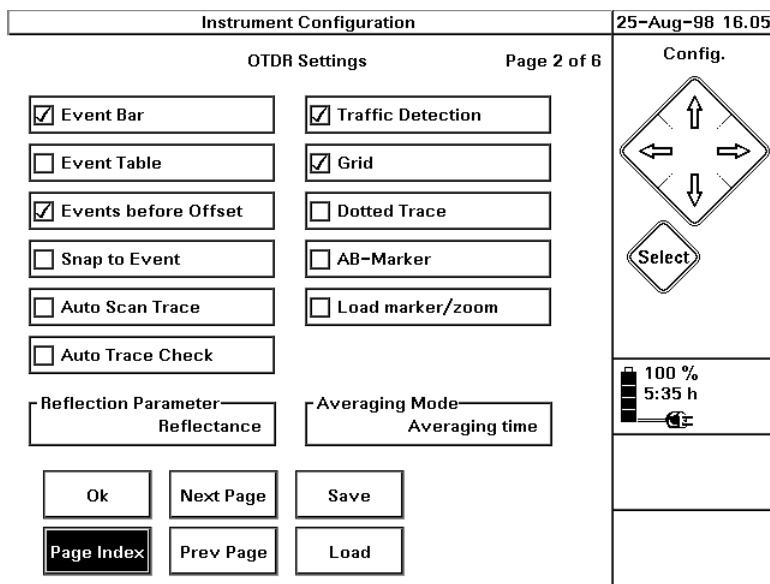 Instrument Configuration
25-Aug-98 16.05
OTDR Settings
Page 2 of 6
Event Bar
Traffic Detection
Event Table
Grid
Events before Offset
Dotted Trace
Snap to Event
AB-Marker
Auto Scan Trace
Load marker/zoom
Auto Trace Check
Reflection Parameter
Reflectance
Averaging Mode
Averaging time
Ok
Next Page
Save
Page Index
Prev Page
Load
Config.
Select
100 %
5:35 h